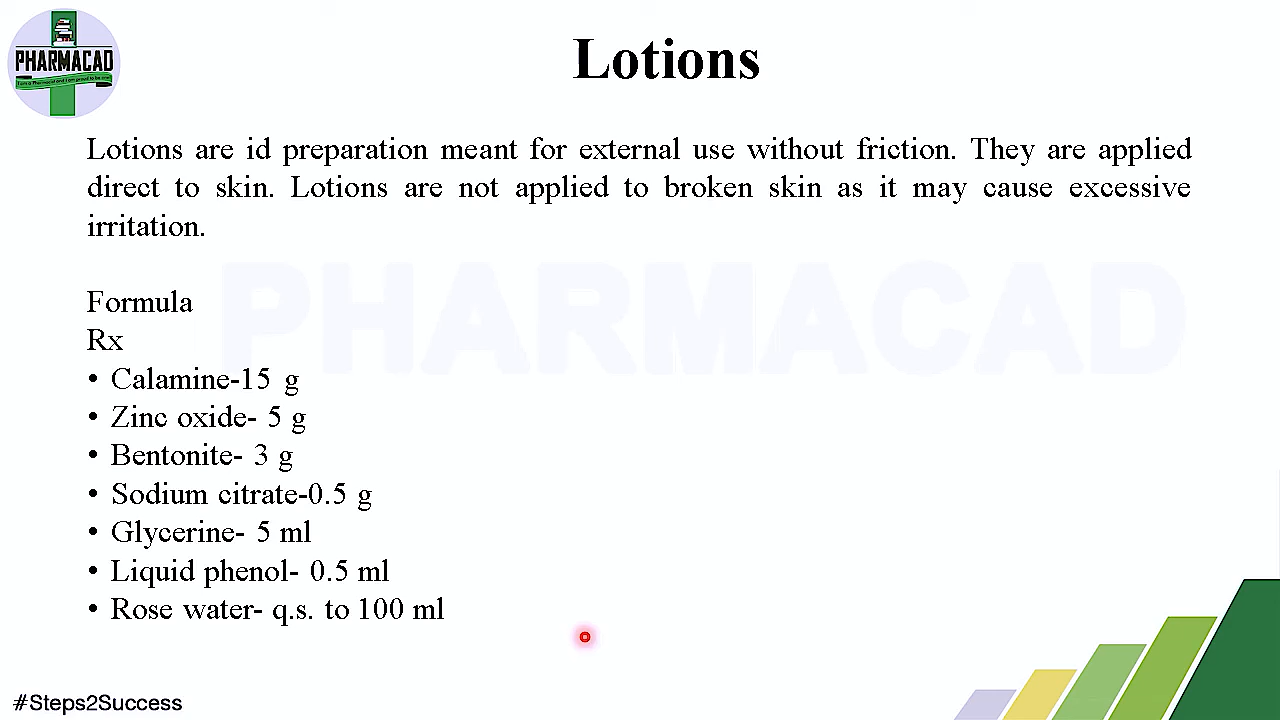 PHARMACAD
Lotions
Lotions are id preparation meant for external use without friction. They are applied
direct to skin. Lotions are not applied to broken skin as it may cause excessive
irritation.
PHARMACAD
Formula
Rx
• Calamine-15 g
• Zinc oxide- 5 g
• Bentonite- 3 g
• Sodium citrate-0.5 g
• Glycerine- 5 ml
• Liquid phenol- 0.5 ml
• Rose water- q.s. to 100 ml
#Steps2Success